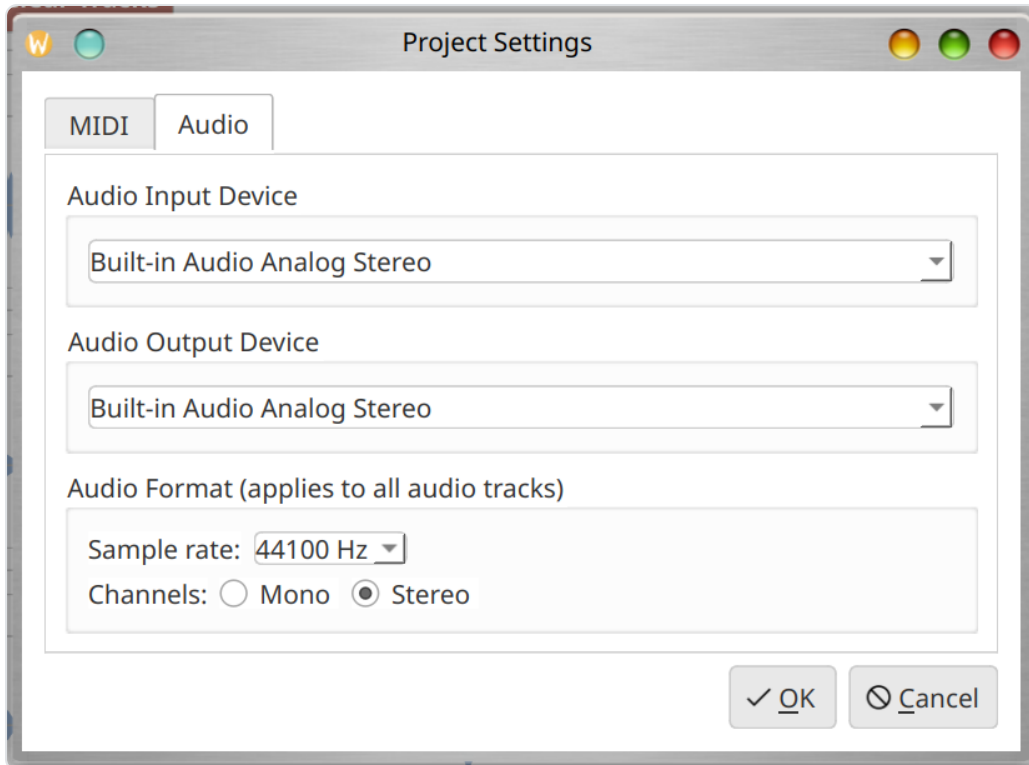 W
Project Settings
MIDI Audio
Audio Input Device
Built-in Audio Analog Stereo
Audio Output Device
Built-in Audio Analog Stereo
Audio Format (applies to all audio tracks)
Sample rate: 44100 Hz
Channels: Mono Stereo
OK Cancel